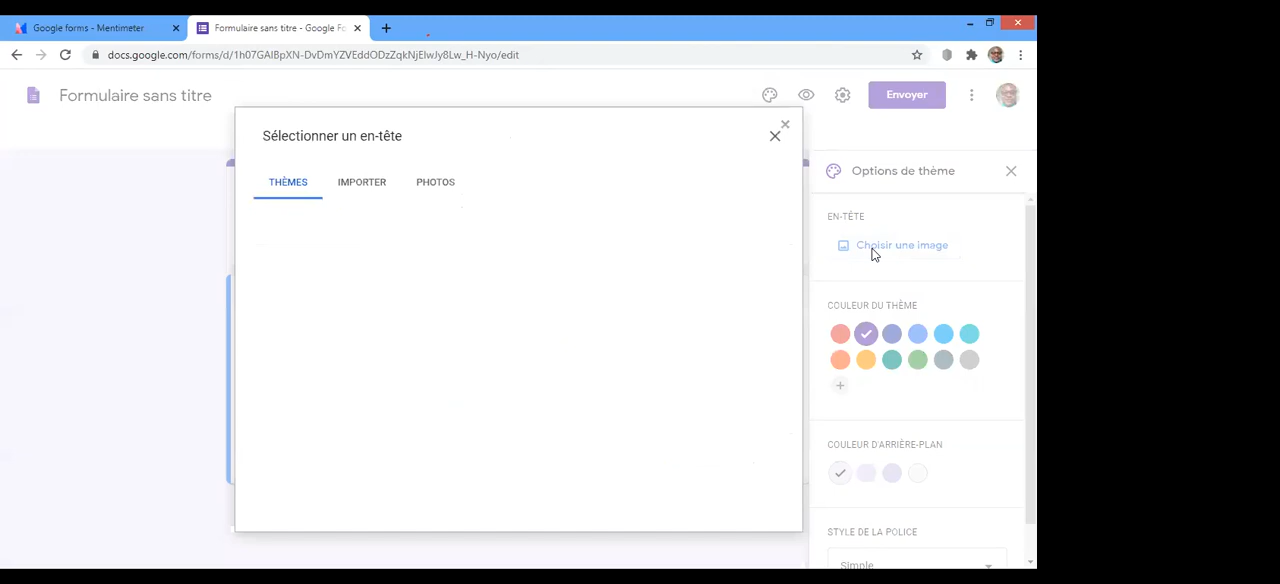 Google forms - Mentimeter
Formulaire sans titre - Google Fo
docs.google.com/forms/d/1h07GAIBpXN-DvDmYZVEddODzZqkNjElwJy8Lw_H-Nyo/edit
Formulaire sans titre
Envoyer
Sélectionner un en-tête
THÈMES
IMPORTER
PHOTOS
Options de thème
EN-TÊTE
Choisir une image
COULEUR DU THÈME
COULEUR D'ARRIÈRE-PLAN
STYLE DE LA POLICE
Simple